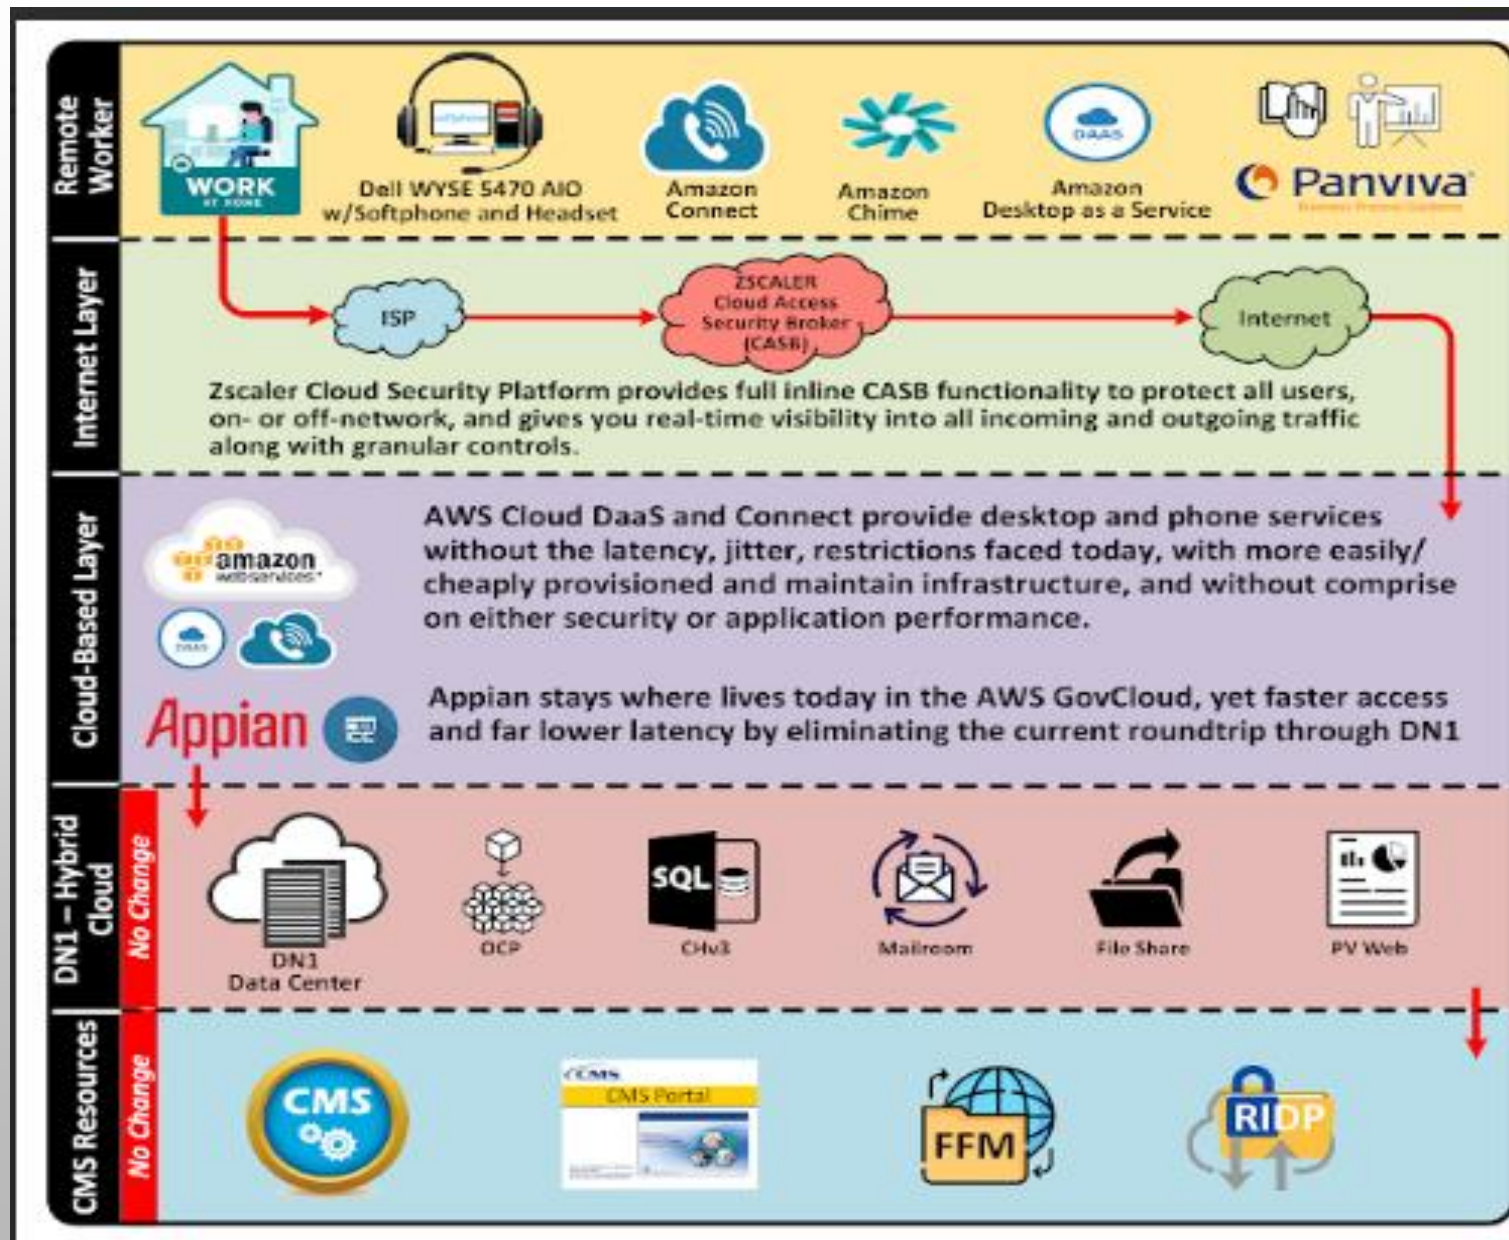 Remote
Worker
WORK
AT HOME
Dell WYSE 5470 AIO
w/Softphone and Headset
Amazon
Connect
Amazon
Chime
DAAS
Amazon
Desktop as a Service
Panviva
Internet Layer
ISP
ZSCALER
Cloud Access
Security Broker
(CASB)
Internet
Zscaler Cloud Security Platform provides full inline CASB functionality to protect all users,
on- or off-network, and gives you real-time visibility into all incoming and outgoing traffic
along with granular controls.
Cloud-Based Layer
amazon
webservices™
DAAS
AWS Cloud DaaS and Connect provide desktop and phone services
without the latency, jitter, restrictions faced today, with more easily/
cheaply provisioned and maintain infrastructure, and without comprise
on either security or application performance.
Appian
Appian stays where lives today in the AWS GovCloud, yet faster access
and far lower latency by eliminating the current roundtrip through DN1
DN1 – Hybrid
Cloud
No Change
DN1
Data Center
OCP
SQL
CHv3
Mailroom
File Share
PV Web
CMS Resources
No Change
CMS
CMS
CMS Portal
FFM
RIDP